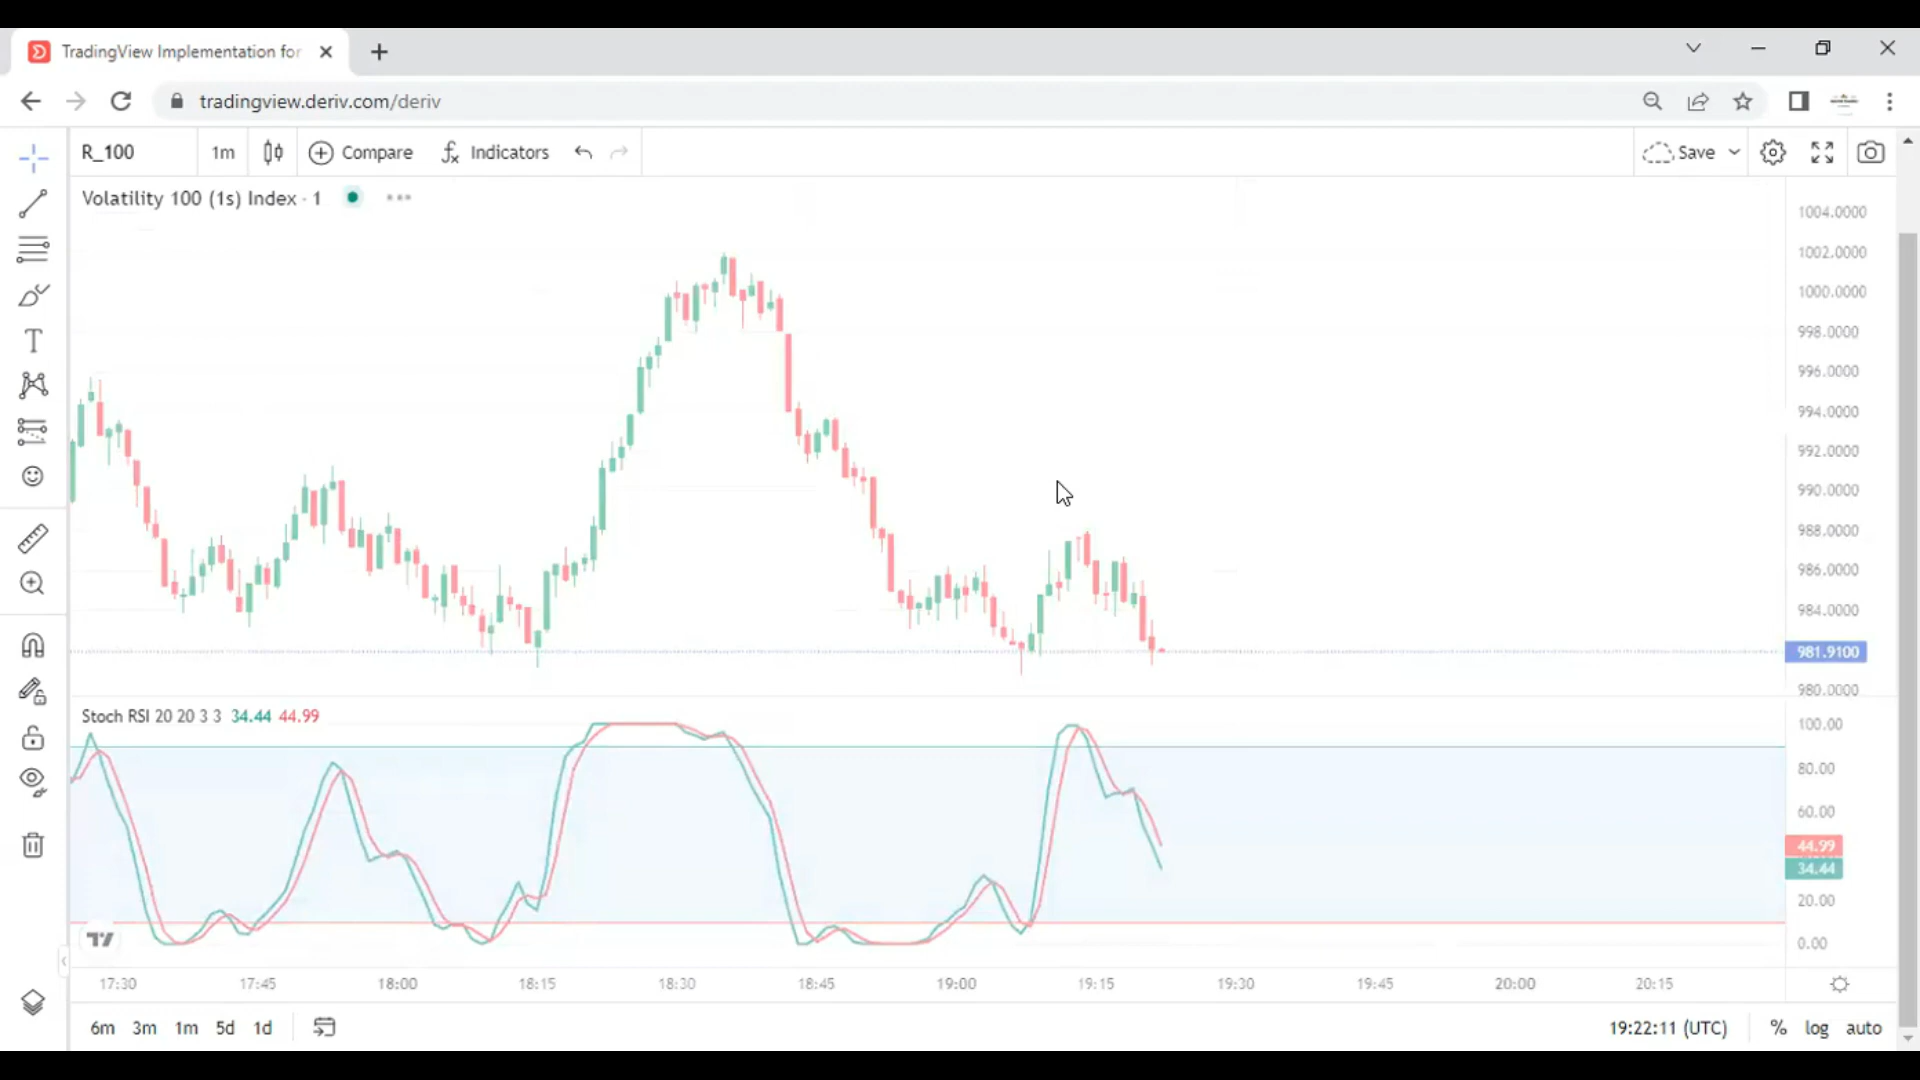 TradingView Implementation for
tradingview.deriv.com/deriv
R_100 1m Compare Indicators Save
Volatility 100 (1s) Index · 1
1004.0000
1002.0000
1000.0000
998.0000
996.0000
994.0000
992.0000
990.0000
988.0000
986.0000
984.0000
981.9100
980.0000
Stoch RSI 20 20 3 3 34.44 44.99
100.00
80.00
60.00
44.99
34.44
20.00
0.00
17:30 17:45 18:00 18:15 18:30 18:45 19:00 19:15 19:30 19:45 20:00 20:15
6m 3m 1m 5d 1d 19:22:11 (UTC) % log auto